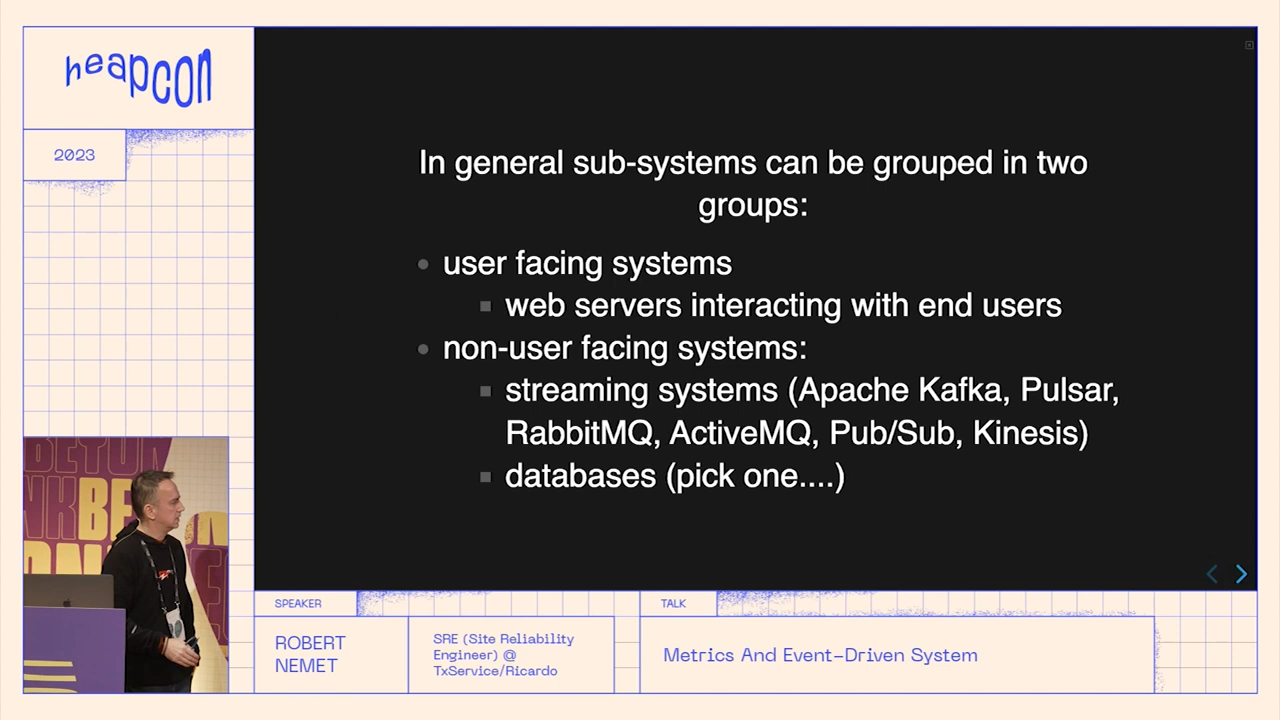 heapcon
2023
In general sub-systems can be grouped in two
groups:
user facing systems
web servers interacting with end users
non-user facing systems:
streaming systems (Apache Kafka, Pulsar,
RabbitMQ, ActiveMQ, Pub/Sub, Kinesis)
databases (pick one....)
BETON
NKBE
SPEAKER
ROBERT
NEMET
SRE (Site Reliability
Engineer) @
TxService/Ricardo
TALK
Metrics And Event-Driven System